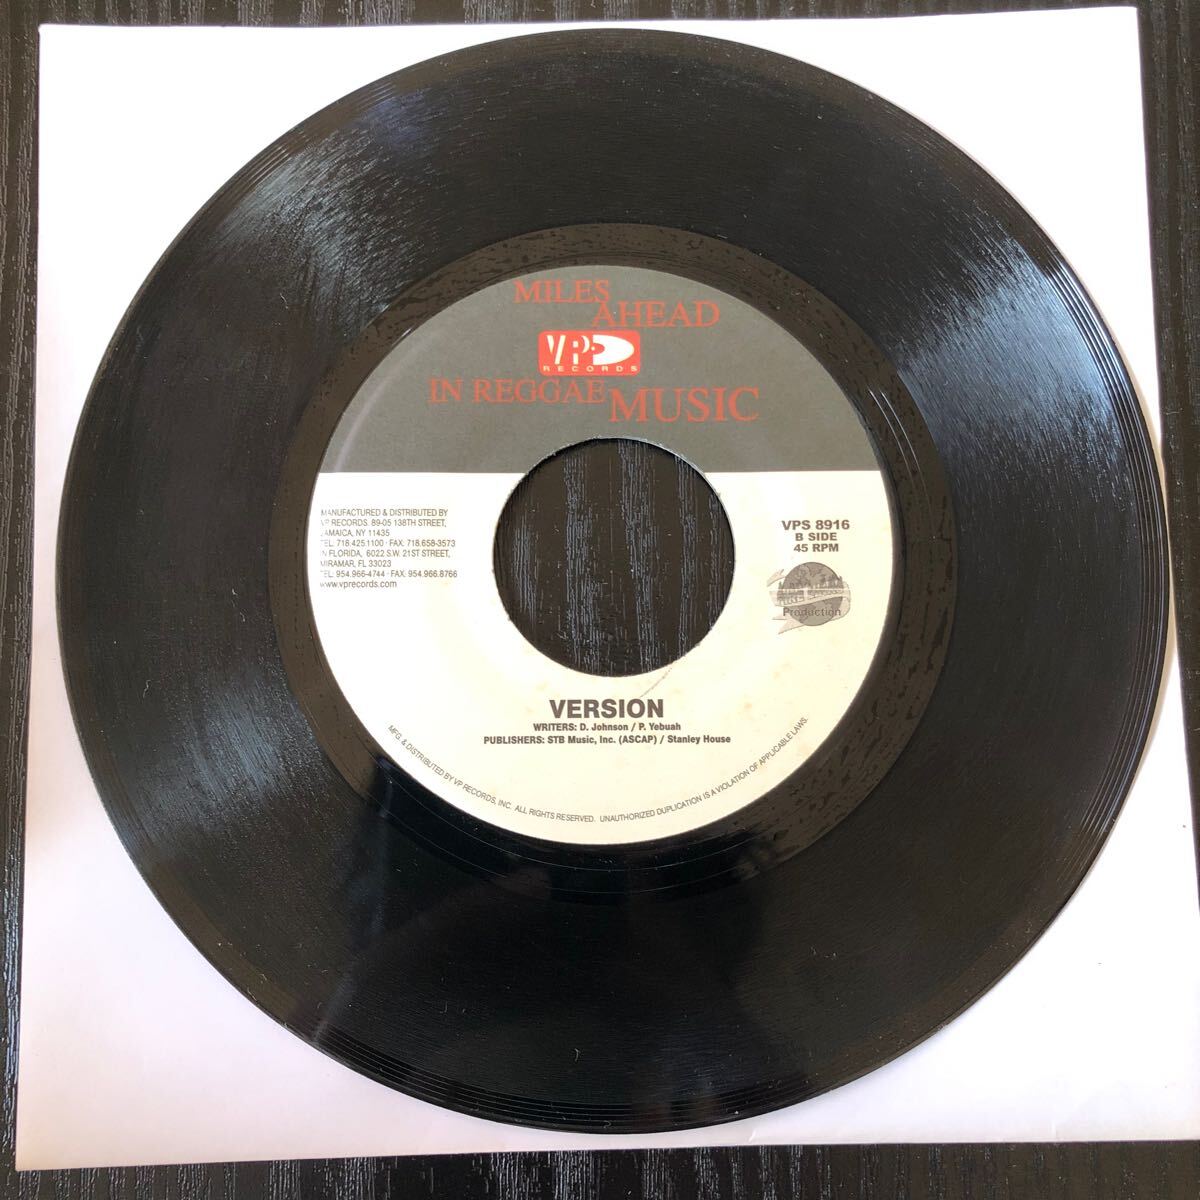 MILES
AHEAD
VP
RECORDS
IN REGGAE
MUSIC
MANUFACTURED & DISTRIBUTED BY
VP RECORDS. 89-05 138TH STREET,
JAMAICA, NY 11435
TEL. 718.425.1100 · FAX: 718.658-3573
IN FLORIDA, 6022 S.W. 21ST STREET,
MIRAMAR, FL 33023
TEL: 954.966-4744 · FAX: 954.966.8766
www.vprecords.com
VPS 8916
B SIDE
45 RPM
Production
VERSION
WRITERS: D. Johnson / P. Yebuah
PUBLISHERS: STB Music, Inc. (ASCAP) / Stanley House
MFG. & DISTRIBUTED BY VP RECORDS, INC. ALL RIGHTS RESERVED. UNAUTHORIZED DUPLICATION IS A VIOLATION OF APPLICABLE LAWS.